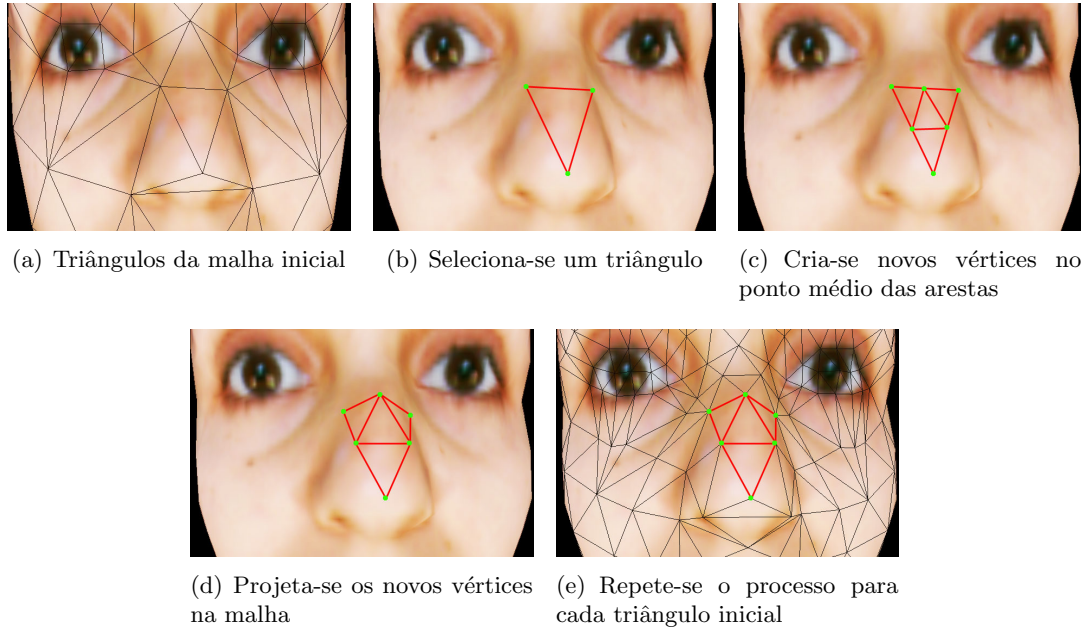 (a) Triângulos da malha inicial
(b) Seleciona-se um triângulo
(c) Cria-se novos vértices no
ponto médio das arestas
(d) Projeta-se os novos vértices
na malha
(e) Repete-se o processo para
cada triângulo inicial